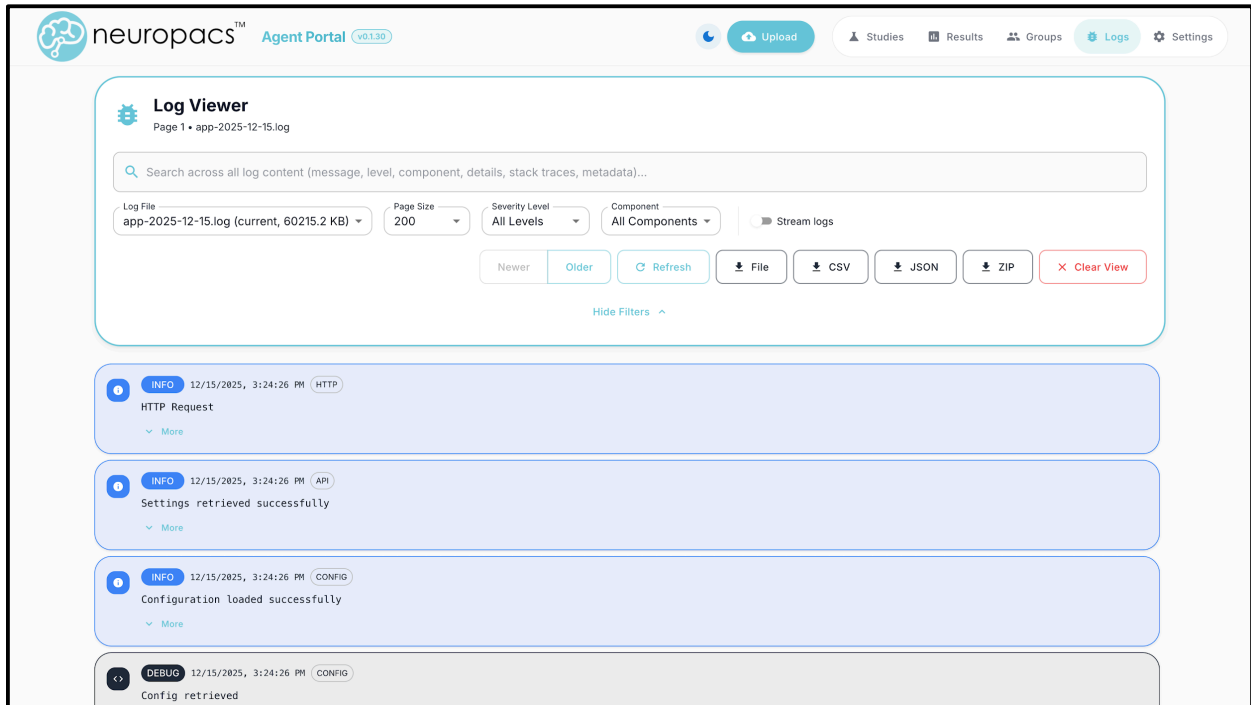 neuropacs™ Agent Portal v0.1.30 Upload Studies Results Groups Logs Settings
Log Viewer
Page 1 • app-2025-12-15.log
Search across all log content (message, level, component, details, stack traces, metadata)...
Log File Page Size Severity Level Component
app-2025-12-15.log (current, 60215.2 KB) 200 All Levels All Components Stream logs
Newer Older Refresh File CSV JSON ZIP Clear View
Hide Filters
INFO 12/15/2025, 3:24:26 PM HTTP
HTTP Request
More
INFO 12/15/2025, 3:24:26 PM API
Settings retrieved successfully
More
INFO 12/15/2025, 3:24:26 PM CONFIG
Configuration loaded successfully
More
DEBUG 12/15/2025, 3:24:26 PM CONFIG
Config retrieved